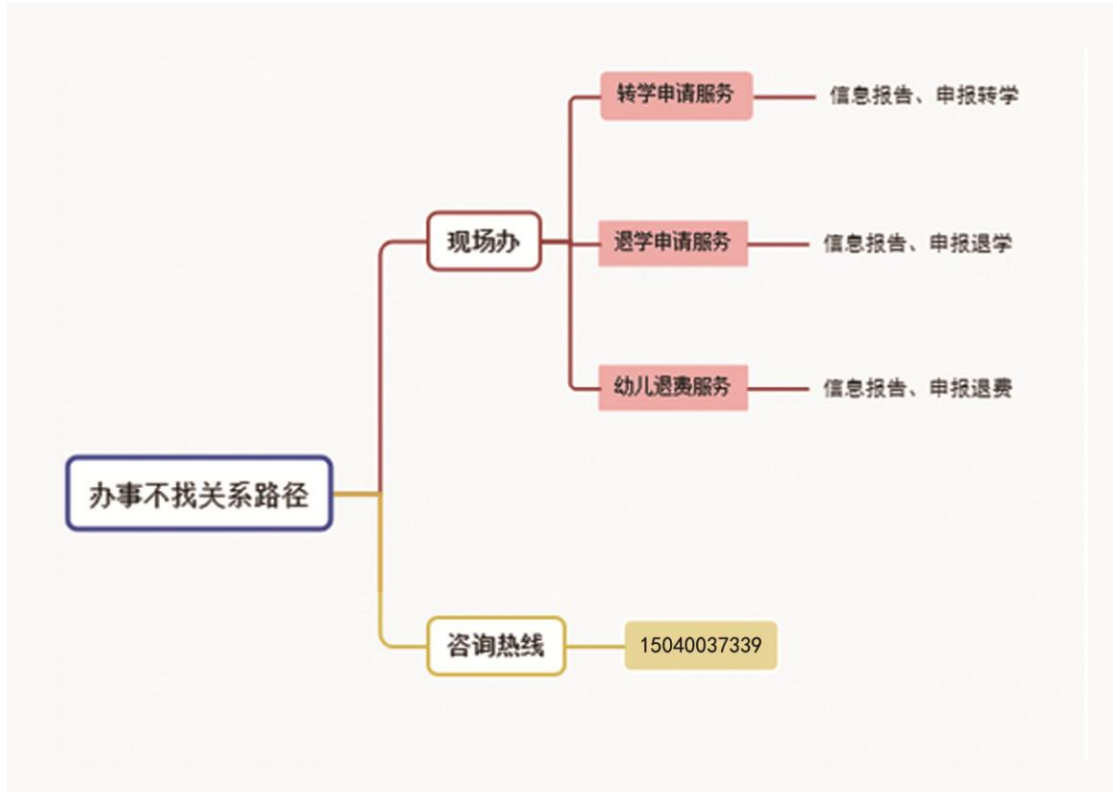 转学申请服务
信息报告、申报转学
现场办
退学申请服务
信息报告、申报退学
幼儿退费服务
信息报告、申报退费
办事不找关系路径
咨询热线
15040037339